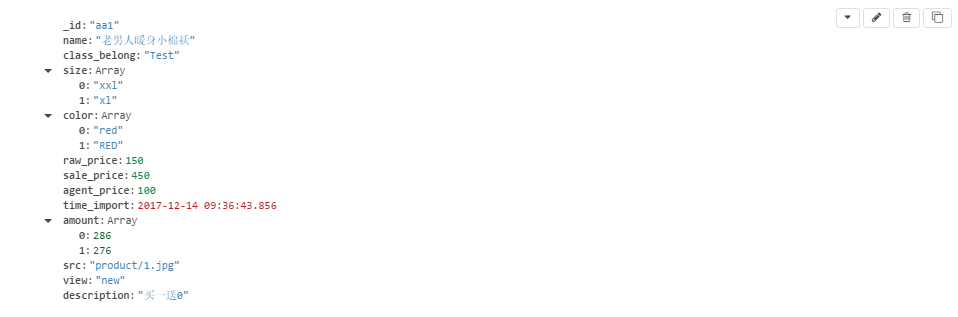 _id:"aa1"
name:"老男人暖身小棉袄"
class_belong:"Test"
size:Array
0:"xxl"
1:"xl"
color:Array
0:"red"
1:"RED"
raw_price:150
sale_price:450
agent_price:100
time_import:2017-12-14 09:36:43.856
amount:Array
0:286
1:276
src:"product/1.jpg"
view:"new"
description:"买一送0"